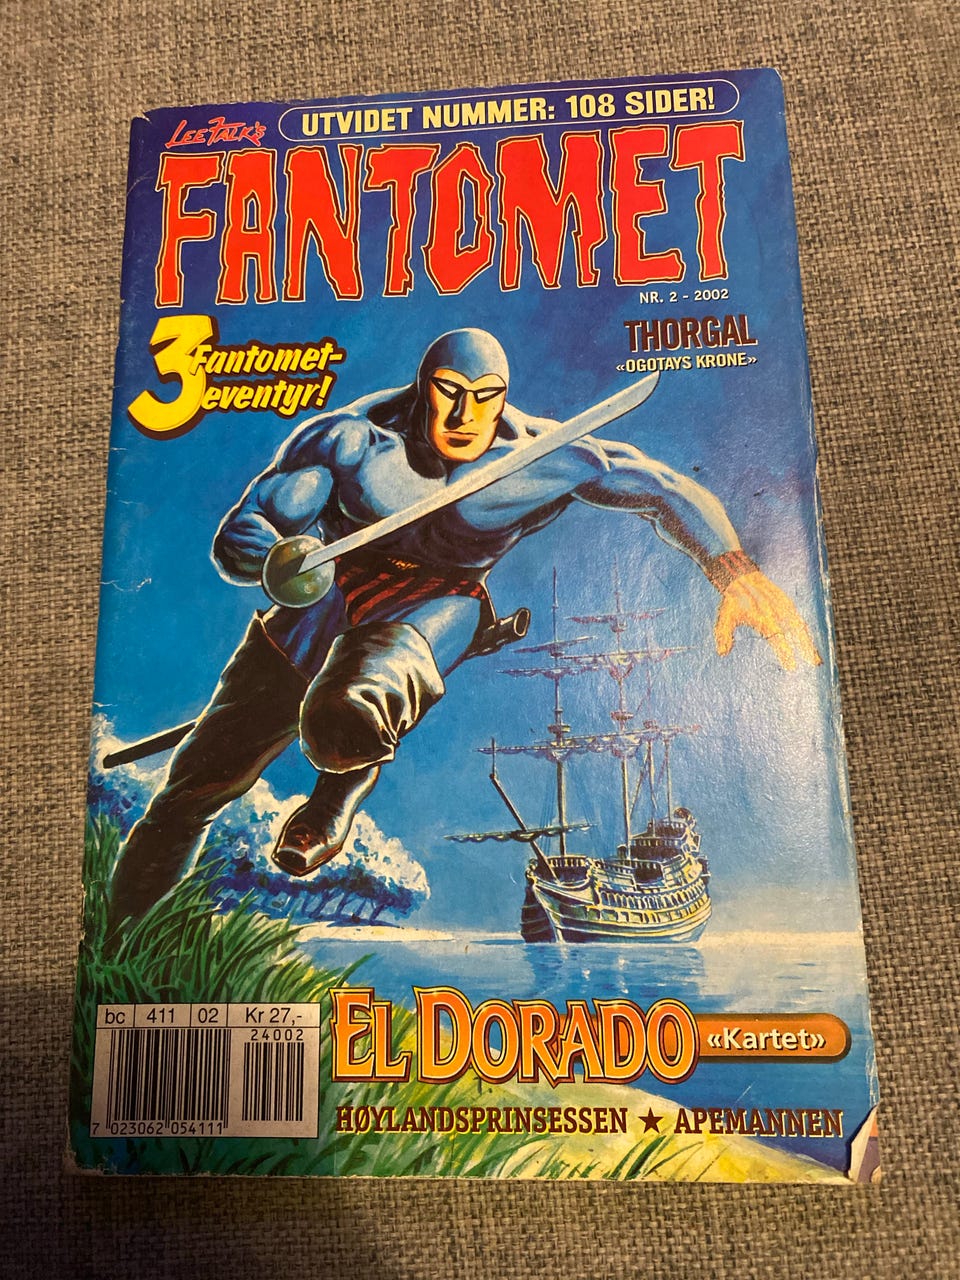 LEE FALK's
UTVIDET NUMMER: 108 SIDER!
FANTOMET
NR. 2 - 2002
THORGAL
«OGOTAYS KRONE»
3 Fantomet-
eventyr!
EL DORADO «Kartet»
HØYLANDSPRINSESSEN ★ APEMANNEN
bc 411 02 Kr 27,-
24002
7 023062 054111